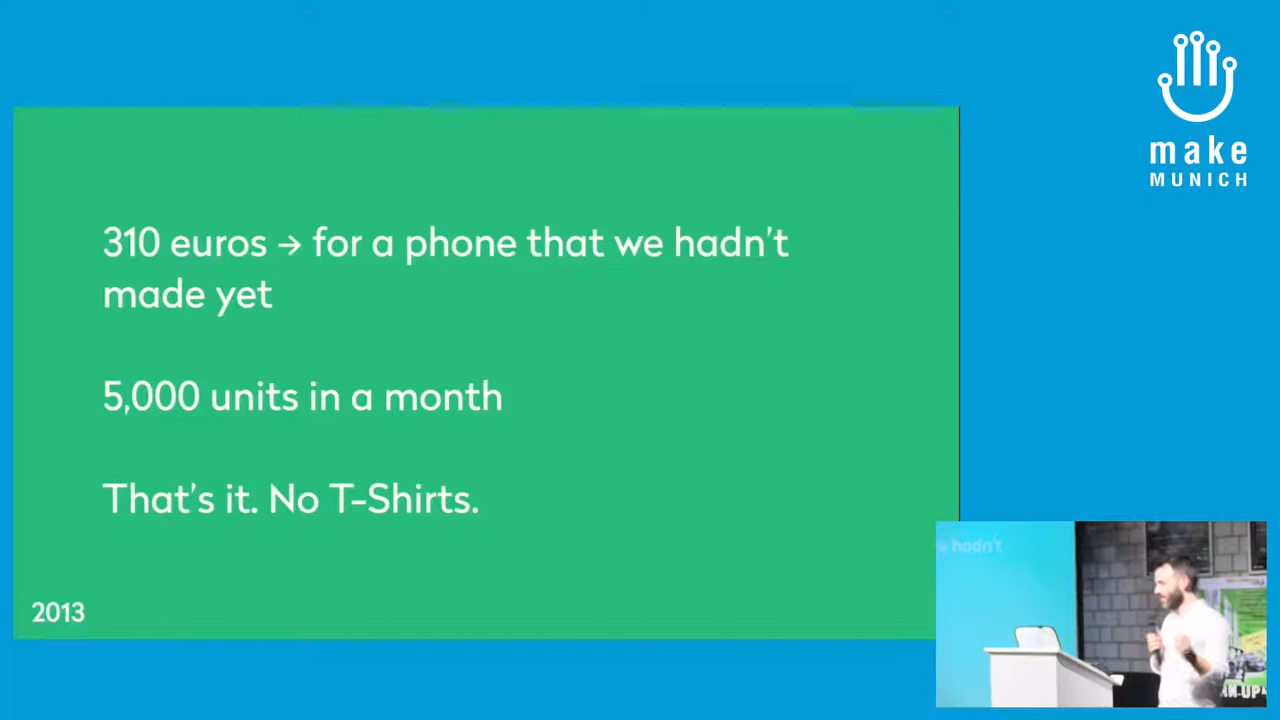 make
MUNICH
310 euros → for a phone that we hadn't
made yet
5,000 units in a month
That's it. No T-Shirts.
2013
hadn't